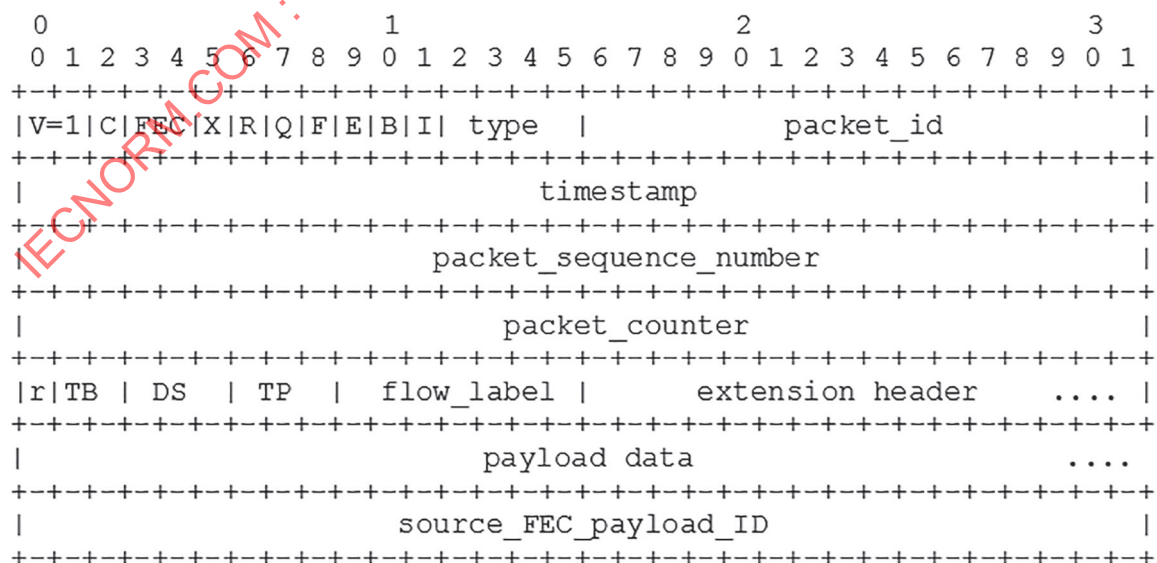 0                   1                   2                   3
0 1 2 3 4 5 6 7 8 9 0 1 2 3 4 5 6 7 8 9 0 1 2 3 4 5 6 7 8 9 0 1
+-+-+-+-+-+-+-+-+-+-+-+-+-+-+-+-+-+-+-+-+-+-+-+-+-+-+-+-+-+-+-+-+
|V=1|C|FEC|X|R|Q|F|E|B|I| type  |           packet_id           |
+-+-+-+-+-+-+-+-+-+-+-+-+-+-+-+-+-+-+-+-+-+-+-+-+-+-+-+-+-+-+-+-+
|                           timestamp                           |
+-+-+-+-+-+-+-+-+-+-+-+-+-+-+-+-+-+-+-+-+-+-+-+-+-+-+-+-+-+-+-+-+
|                     packet_sequence_number                    |
+-+-+-+-+-+-+-+-+-+-+-+-+-+-+-+-+-+-+-+-+-+-+-+-+-+-+-+-+-+-+-+-+
|                         packet_counter                        |
+-+-+-+-+-+-+-+-+-+-+-+-+-+-+-+-+-+-+-+-+-+-+-+-+-+-+-+-+-+-+-+-+
|r|TB | DS  | TP  |  flow_label |      extension header    .... |
+-+-+-+-+-+-+-+-+-+-+-+-+-+-+-+-+-+-+-+-+-+-+-+-+-+-+-+-+-+-+-+-+
|                        payload data                      ....
+-+-+-+-+-+-+-+-+-+-+-+-+-+-+-+-+-+-+-+-+-+-+-+-+-+-+-+-+-+-+-+-+
|                   source_FEC_payload_ID                       |
+-+-+-+-+-+-+-+-+-+-+-+-+-+-+-+-+-+-+-+-+-+-+-+-+-+-+-+-+-+-+-+-+
IECNORM.COM :